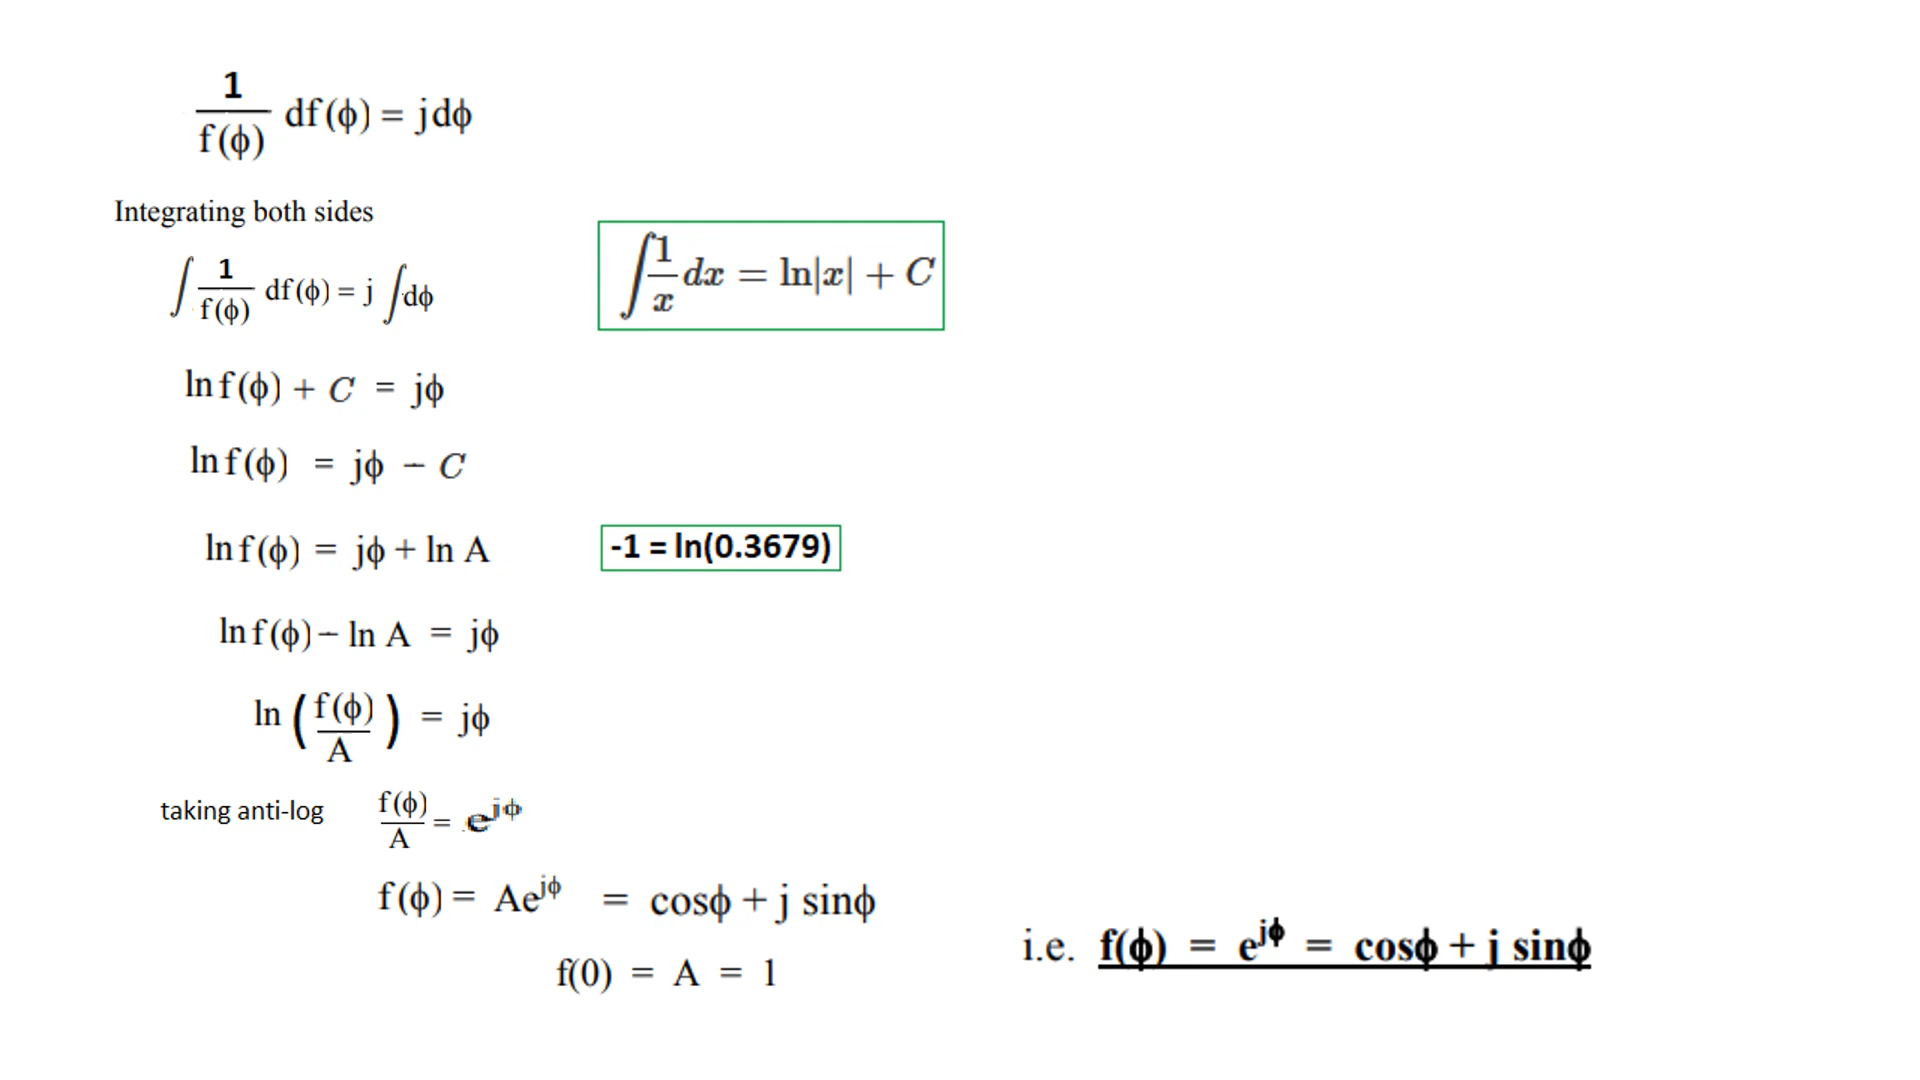 1/f(ϕ) df(ϕ) = jdϕ
Integrating both sides
∫ 1/f(ϕ) df(ϕ) = j ∫dϕ
∫ 1/x dx = ln|x| + C
ln f(ϕ) + C = jϕ
ln f(ϕ) = jϕ − C
ln f(ϕ) = jϕ + ln A
-1 = ln(0.3679)
ln f(ϕ) − ln A = jϕ
ln (f(ϕ)/A) = jϕ
taking anti-log f(ϕ)/A = e^jϕ
f(ϕ) = Ae^jϕ = cosϕ + j sinϕ
i.e. f(ϕ) = e^jϕ = cosϕ + j sinϕ
f(0) = A = 1